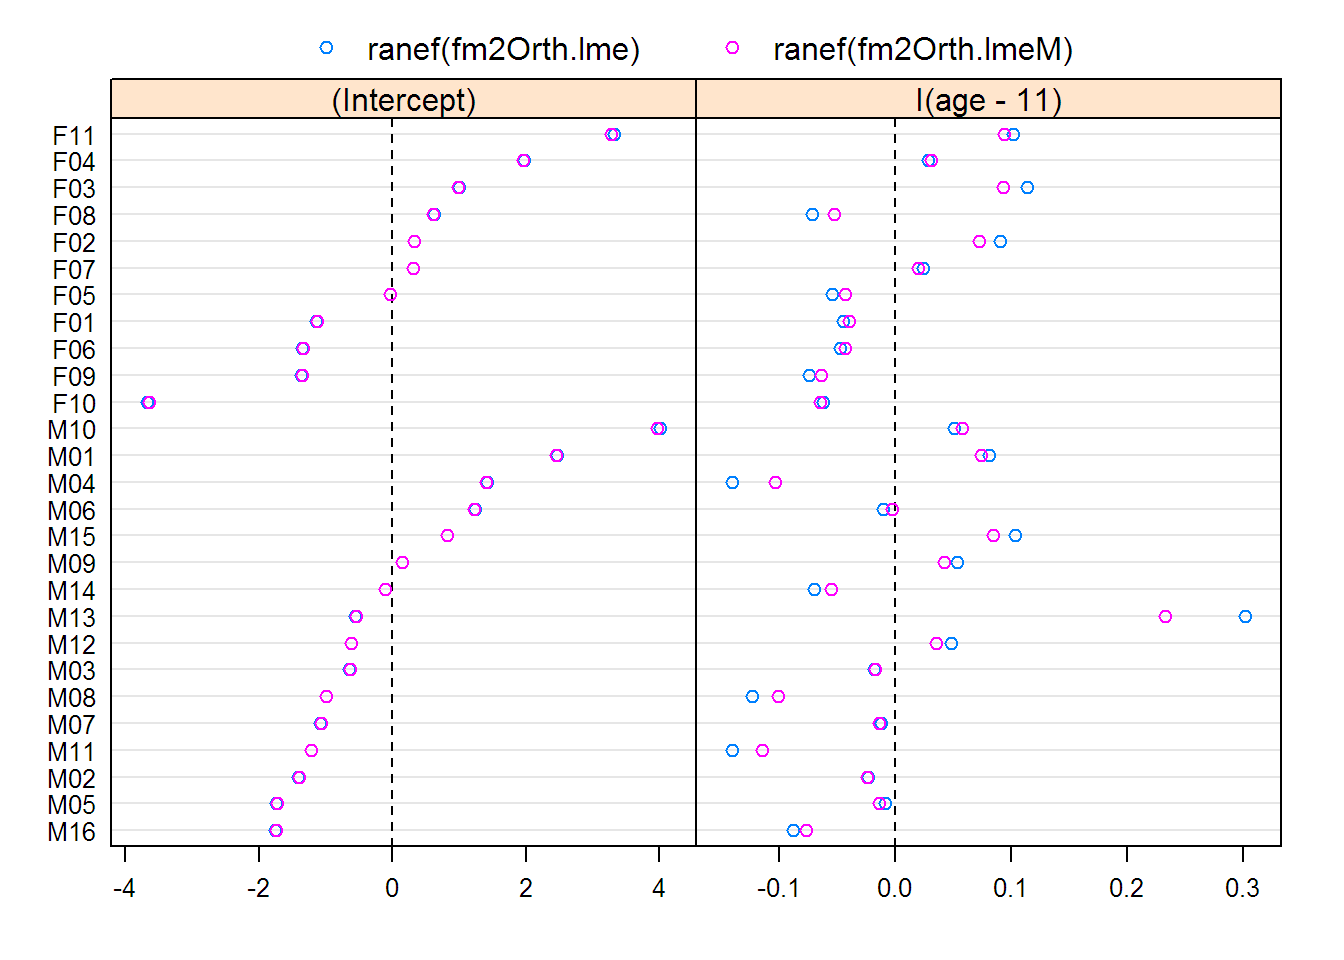 ranef(fm2Orth.lme) ranef(fm2Orth.lmeM)
(Intercept) I(age - 11)
F11
F04
F03
F08
F02
F07
F05
F01
F06
F09
F10
M10
M01
M04
M06
M15
M09
M14
M13
M12
M03
M08
M07
M11
M02
M05
M16
-4 -2 0 2 4 -0.1 0.0 0.1 0.2 0.3